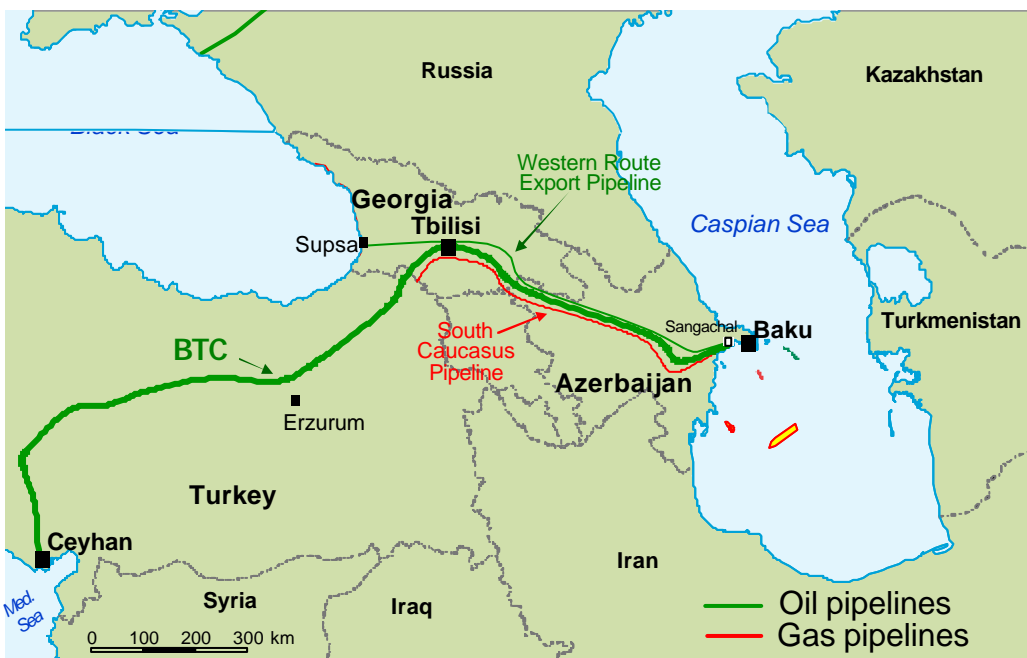 Russia
Kazakhstan
Black Sea
Western Route
Export Pipeline
Georgia
Tbilisi
Caspian Sea
Supsa
Sangachal
Baku
Turkmenistan
South
Caucasus
Pipeline
BTC
Azerbaijan
Erzurum
Turkey
Ceyhan
Iran
Med.
Sea
Syria
Iraq
Oil pipelines
Gas pipelines
0 100 200 300 km